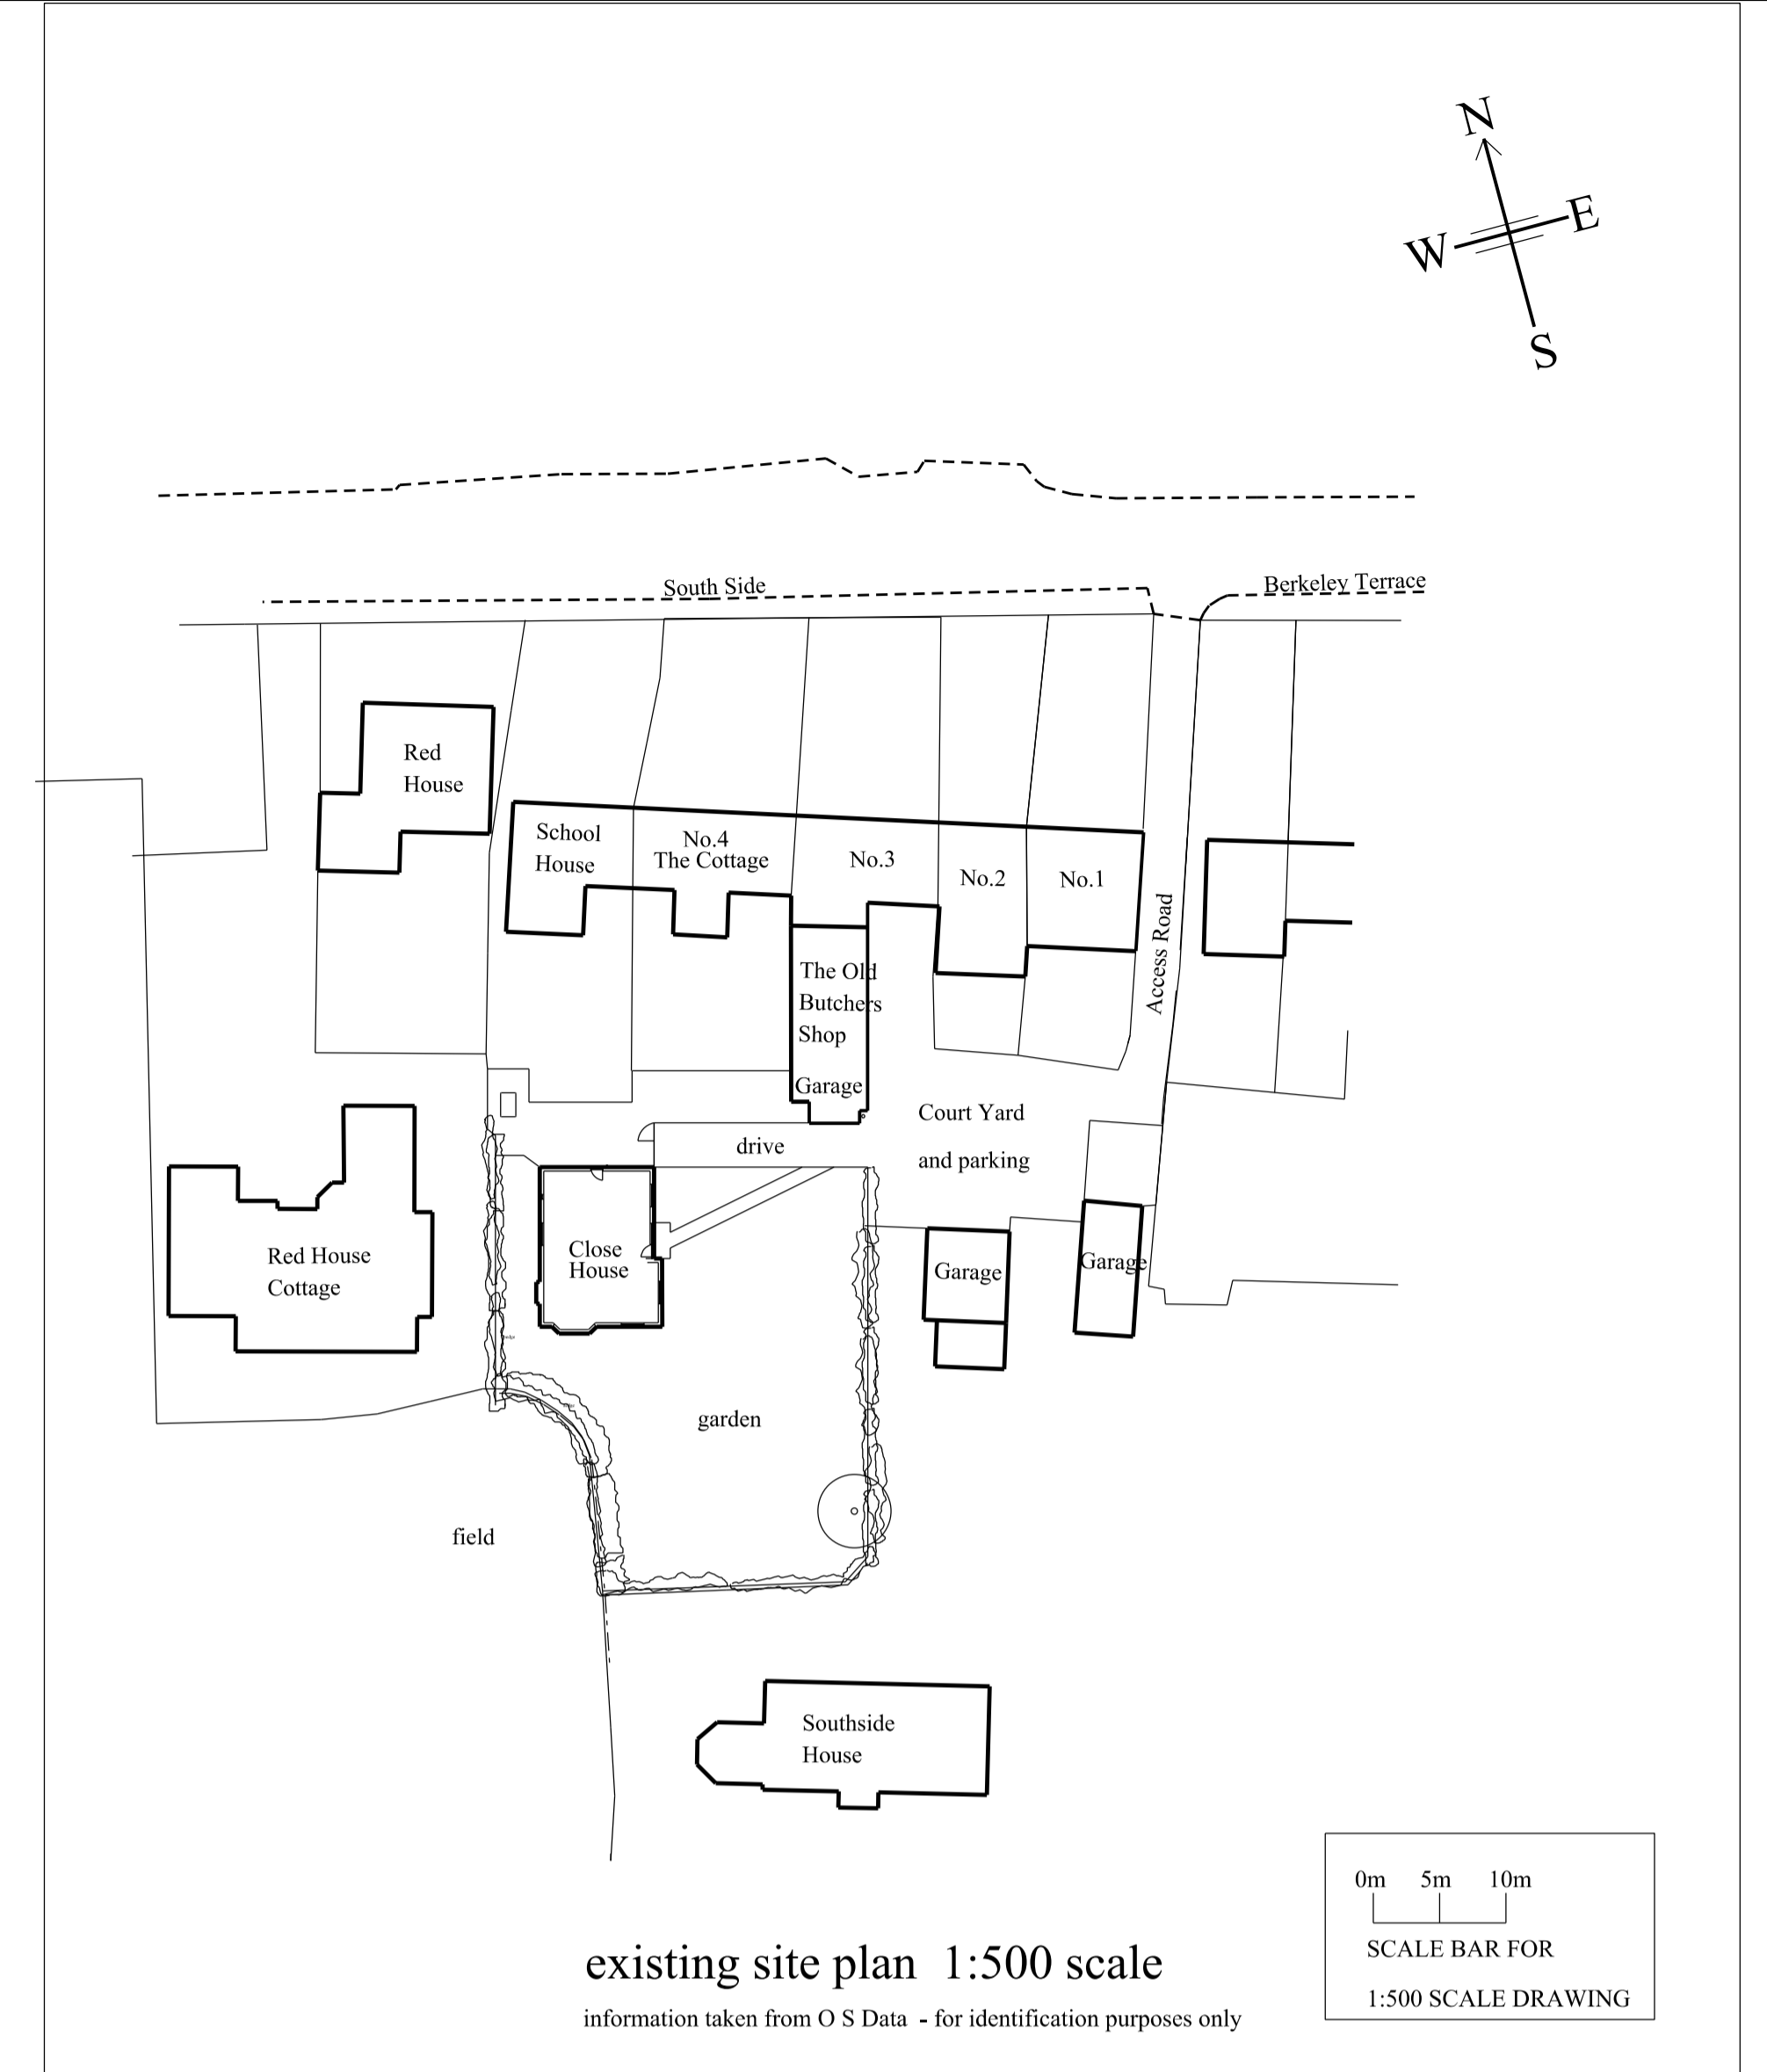 N
E
W
S
South Side
Berkeley Terrace
Red
House
School
House
No.4
The Cottage
No.3
No.2
No.1
Access Road
The Old
Butchers
Shop
Garage
Court Yard
and parking
drive
Red House
Cottage
Close
House
Garage
Garage
garden
field
Southside
House
0m 5m 10m
SCALE BAR FOR
1:500 SCALE DRAWING
existing site plan 1:500 scale
information taken from O S Data - for identification purposes only